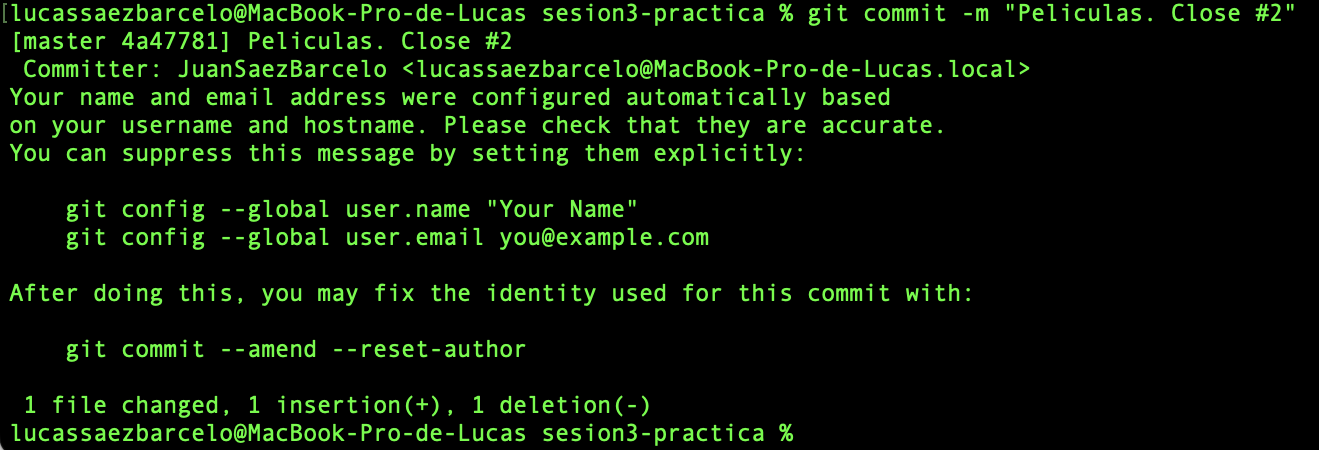 [lucassaezbarcelo@MacBook-Pro-de-Lucas sesion3-practica % git commit -m "Peliculas. Close #2"
[master 4a47781] Peliculas. Close #2
 Committer: JuanSaezBarcelo <lucassaezbarcelo@MacBook-Pro-de-Lucas.local>
Your name and email address were configured automatically based
on your username and hostname. Please check that they are accurate.
You can suppress this message by setting them explicitly:

    git config --global user.name "Your Name"
    git config --global user.email you@example.com

After doing this, you may fix the identity used for this commit with:

    git commit --amend --reset-author

 1 file changed, 1 insertion(+), 1 deletion(-)
lucassaezbarcelo@MacBook-Pro-de-Lucas sesion3-practica %